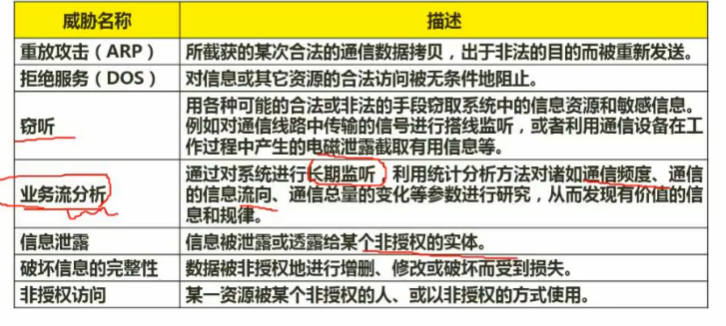 威胁名称 描述
重放攻击（ARP） 所截获的某次合法的通信数据拷贝，出于非法的目的而被重新发送。
拒绝服务（DOS） 对信息或其它资源的合法访问被无条件地阻止。
窃听 用各种可能的合法或非法的手段窃取系统中的信息资源和敏感信息。
例如对通信线路中传输的信号进行搭线监听，或者利用通信设备在工
作过程中产生的电磁泄露截取有用信息等。
业务流分析 通过对系统进行长期监听，利用统计分析方法对诸如通信频度、通信
的信息流向、通信总量的变化等参数进行研究，从而发现有价值的信
息和规律。
信息泄露 信息被泄露或透露给某个非授权的实体。
破坏信息的完整性 数据被非授权地进行增删、修改或破坏而受到损失。
非授权访问 某一资源被某个非授权的人、或以非授权的方式使用。